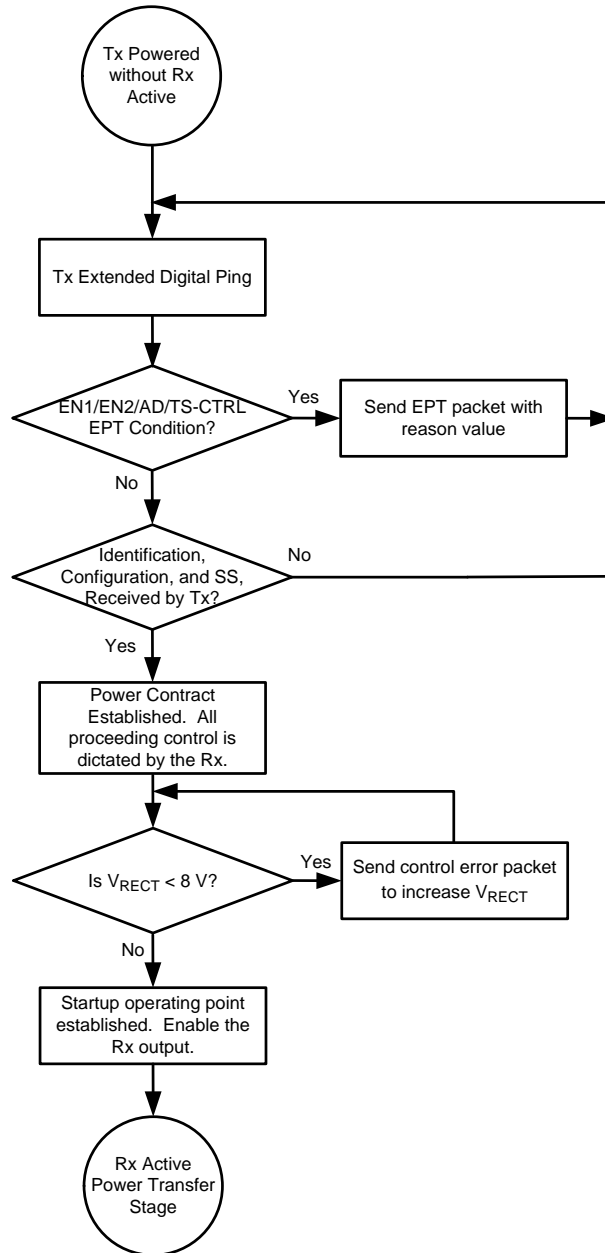 Tx Powered
without Rx
Active
Tx Extended Digital Ping
EN1/EN2/AD/TS-CTRL
EPT Condition?
Yes
Send EPT packet with
reason value
No
Identification,
Configuration, and SS,
Received by Tx?
No
Yes
Power Contract
Established. All
proceeding control is
dictated by the Rx.
Is VRECT < 8 V?
Yes
Send control error packet
to increase VRECT
No
Startup operating point
established. Enable the
Rx output.
Rx Active
Power Transfer
Stage